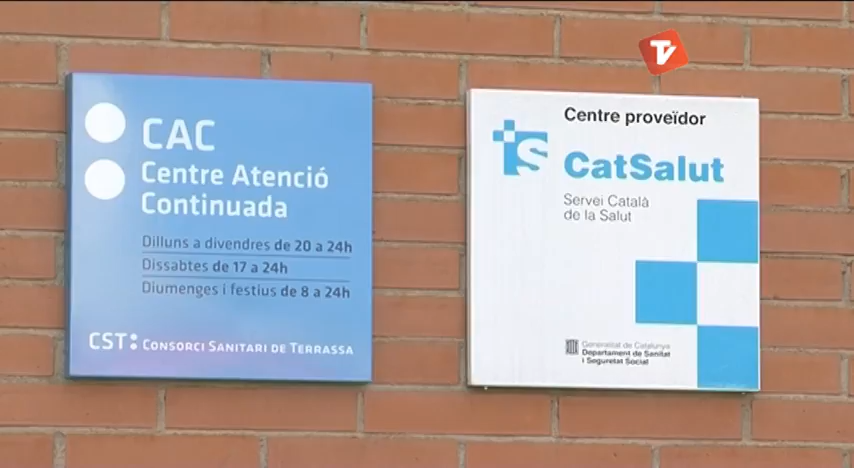 CAC
Centre Atenció
Continuada
Dilluns a divendres de 20 a 24h
Dissabtes de 17 a 24h
Diumenges i festius de 8 a 24h
CST: CONSORCI SANITARI DE TERRASSA
TV
Centre proveïdor
S
CatSalut
Servei Català
de la Salut
Generalitat de Catalunya
Departament de Sanitat
i Seguretat Social